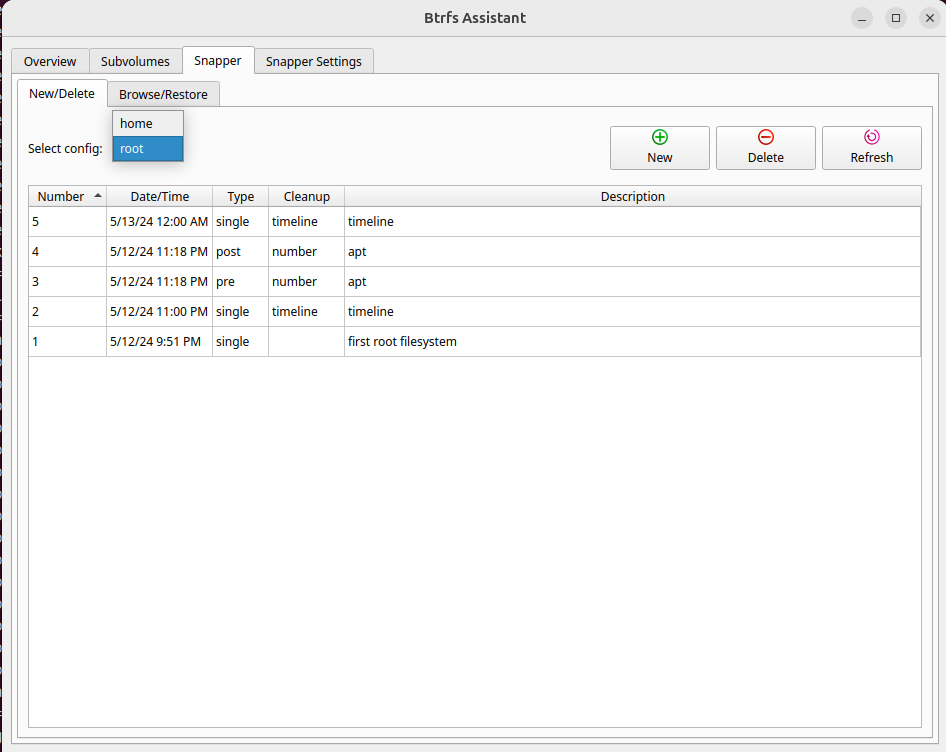 Btrfs Assistant
Overview Subvolumes Snapper Snapper Settings
New/Delete Browse/Restore
home
Select config: root
New Delete Refresh
Number Date/Time Type Cleanup Description
5 5/13/24 12:00 AM single timeline timeline
4 5/12/24 11:18 PM post number apt
3 5/12/24 11:18 PM pre number apt
2 5/12/24 11:00 PM single timeline timeline
1 5/12/24 9:51 PM single first root filesystem